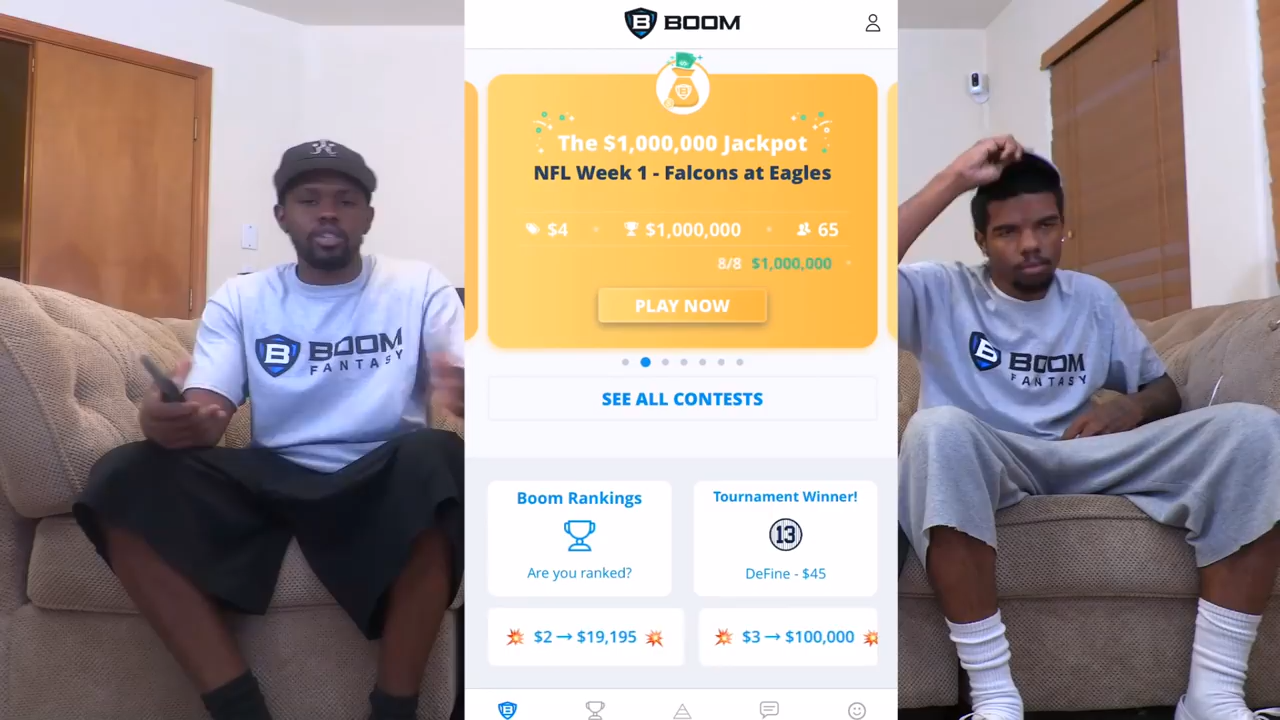 B BOOM
The $1,000,000 Jackpot
NFL Week 1 - Falcons at Eagles
$4 $1,000,000 65
8/8 $1,000,000
PLAY NOW
SEE ALL CONTESTS
Boom Rankings
Are you ranked?
Tournament Winner!
13
DeFine - $45
$2 → $19,195
$3 → $100,000
B BOOM
FANTASY
B BOOM
FANTASY